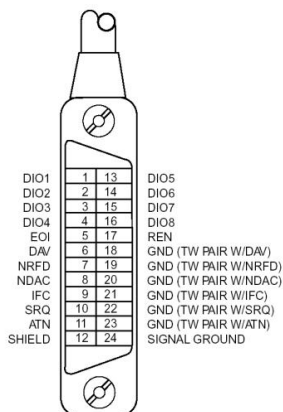 DIO1 1 13 DIO5
DIO2 2 14 DIO6
DIO3 3 15 DIO7
DIO4 4 16 DIO8
EOI 5 17 REN
DAV 6 18 GND (TW PAIR W/DAV)
NRFD 7 19 GND (TW PAIR W/NRFD)
NDAC 8 20 GND (TW PAIR W/NDAC)
IFC 9 21 GND (TW PAIR W/IFC)
SRQ 10 22 GND (TW PAIR W/SRQ)
ATN 11 23 GND (TW PAIR W/ATN)
SHIELD 12 24 SIGNAL GROUND